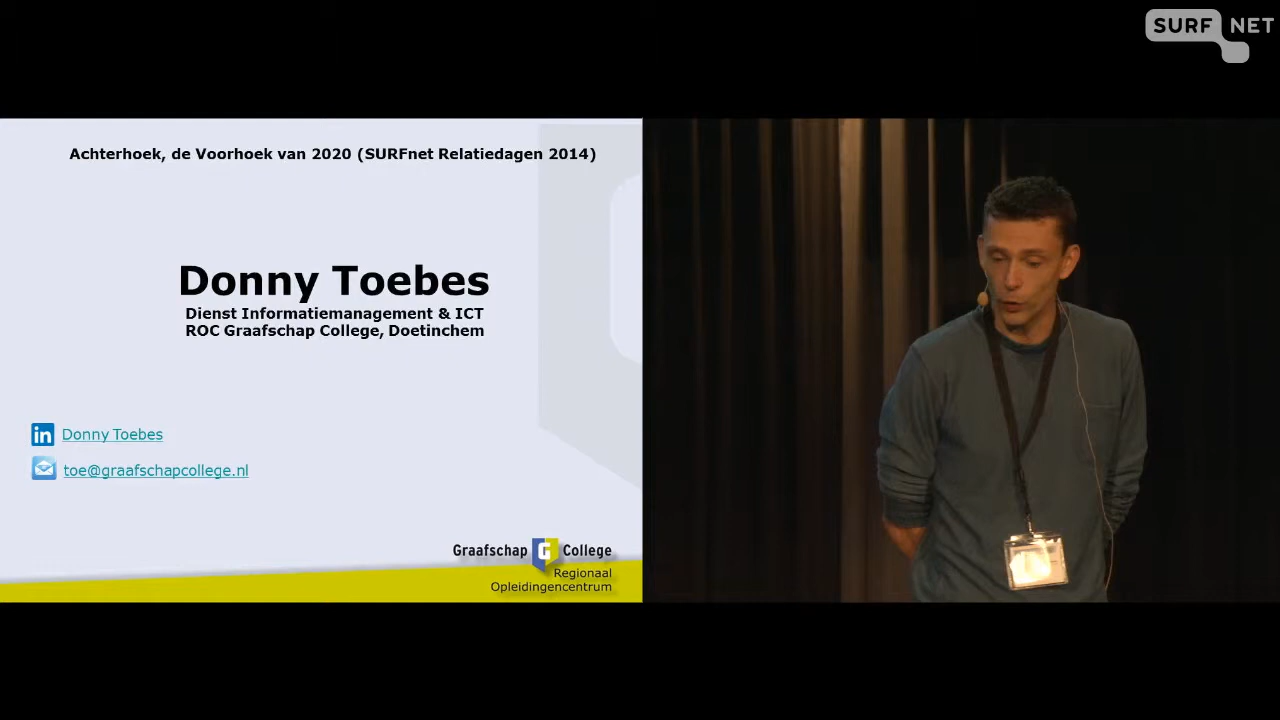 SURF NET
Achterhoek, de Voorhoek van 2020 (SURFnet Relatiedagen 2014)
Donny Toebes
Dienst Informatiemanagement & ICT
ROC Graafschap College, Doetinchem
in Donny Toebes
toe@graafschapcollege.nl
Graafschap G College
Regionaal
Opleidingencentrum